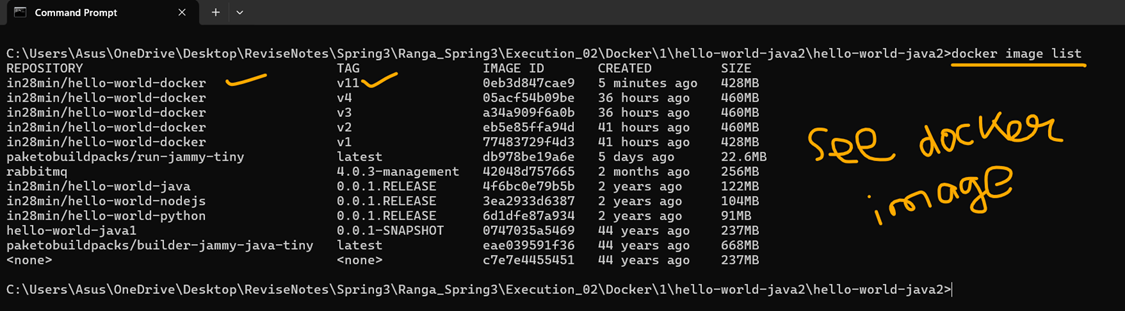 Command Prompt
C:\Users\Asus\OneDrive\Desktop\ReviseNotes\Spring3\Ranga_Spring3\Execution_02\Docker\1\hello-world-java2\hello-world-java2>docker image list
REPOSITORY TAG IMAGE ID CREATED SIZE
in28min/hello-world-docker v11 0eb3d847cae9 5 minutes ago 428MB
in28min/hello-world-docker v4 05acf54b09be 36 hours ago 460MB
in28min/hello-world-docker v3 a34a909f6a0b 36 hours ago 460MB
in28min/hello-world-docker v2 eb5e85ffa94d 41 hours ago 460MB
in28min/hello-world-docker v1 77483729f4d3 41 hours ago 428MB
paketobuildpacks/run-jammy-tiny latest db978be19a6e 5 days ago 22.6MB
rabbitmq 4.0.3-management 42048d757665 2 months ago 256MB
in28min/hello-world-java 0.0.1.RELEASE 4f6bc0e79b5b 2 years ago 122MB
in28min/hello-world-nodejs 0.0.1.RELEASE 3ea2933d6387 2 years ago 104MB
in28min/hello-world-python 0.0.1.RELEASE 6d1dfe87a934 2 years ago 91MB
hello-world-java1 0.0.1-SNAPSHOT 0747035a5469 44 years ago 237MB
paketobuildpacks/builder-jammy-java-tiny latest eae039591f36 44 years ago 668MB
<none> <none> c7e7e4455451 44 years ago 237MB
see docker
image
C:\Users\Asus\OneDrive\Desktop\ReviseNotes\Spring3\Ranga_Spring3\Execution_02\Docker\1\hello-world-java2\hello-world-java2>